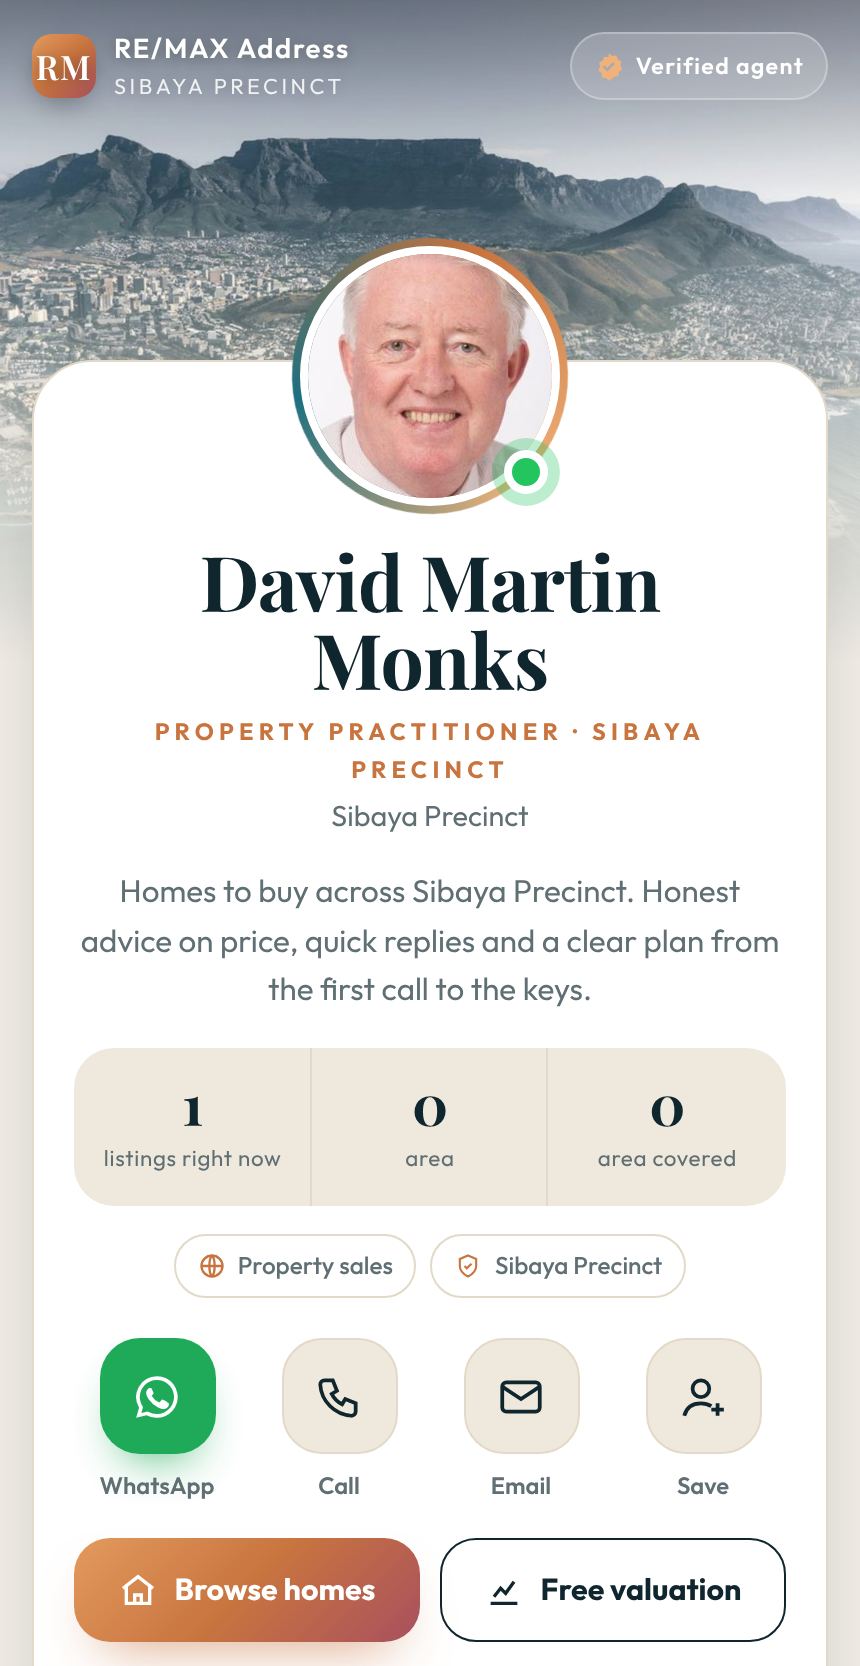 RM
RE/MAX Address
SIBAYA PRECINCT
Verified agent
David Martin
Monks
PROPERTY PRACTITIONER · SIBAYA
PRECINCT
Sibaya Precinct
Homes to buy across Sibaya Precinct. Honest
advice on price, quick replies and a clear plan from
the first call to the keys.
1
listings right now
0
area
0
area covered
Property sales
Sibaya Precinct
WhatsApp
Call
Email
Save
Browse homes
Free valuation